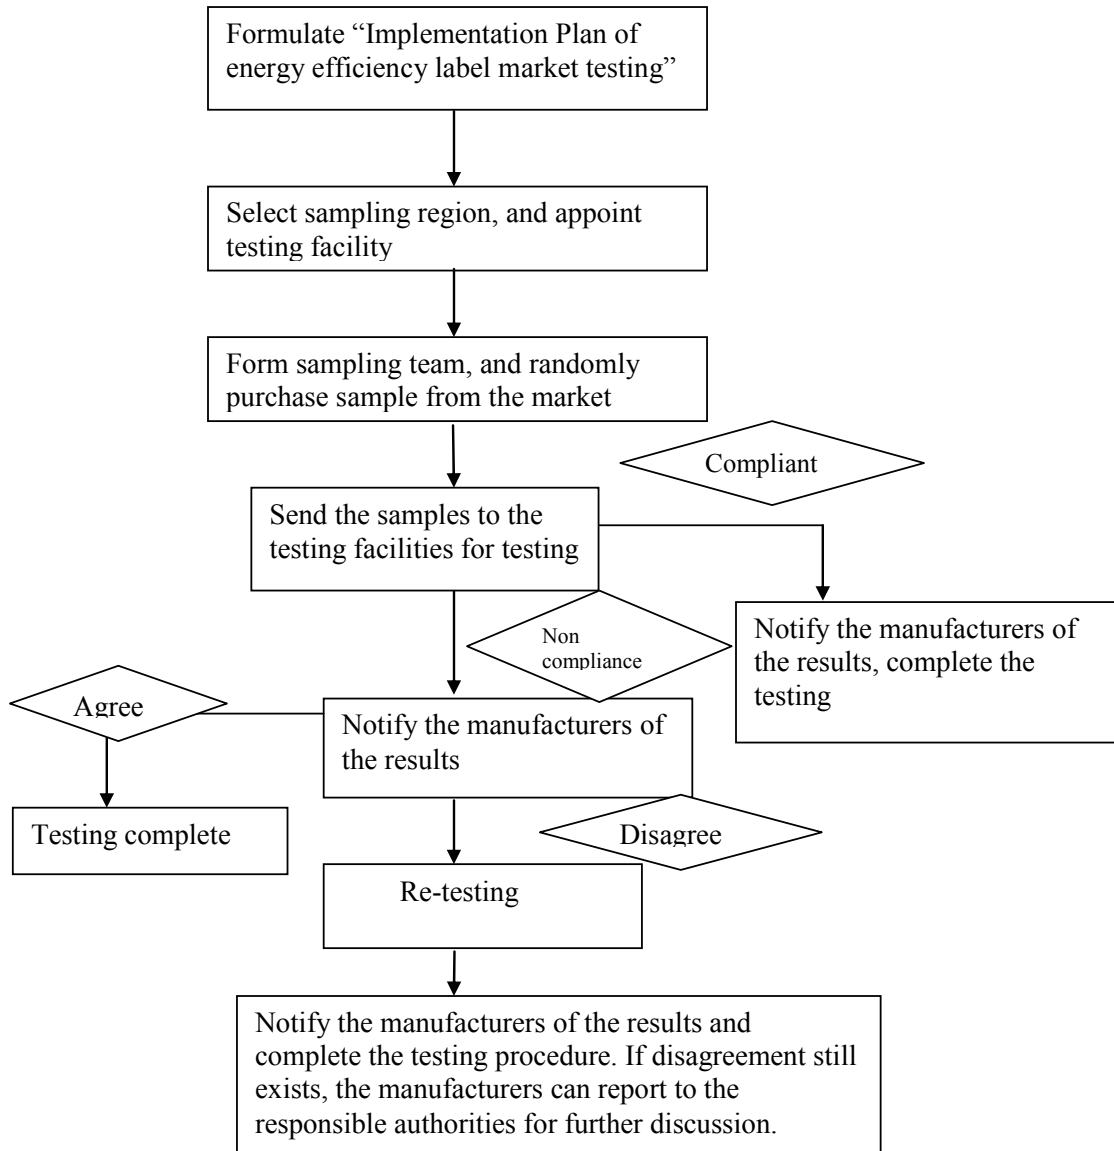 Formulate “Implementation Plan of
energy efficiency label market testing”
Select sampling region, and appoint
testing facility
Form sampling team, and randomly
purchase sample from the market
Compliant
Send the samples to the
testing facilities for testing
Non
compliance
Notify the manufacturers of
the results, complete the
testing
Agree
Notify the manufacturers of
the results
Testing complete
Disagree
Re-testing
Notify the manufacturers of the results and
complete the testing procedure. If disagreement still
exists, the manufacturers can report to the
responsible authorities for further discussion.